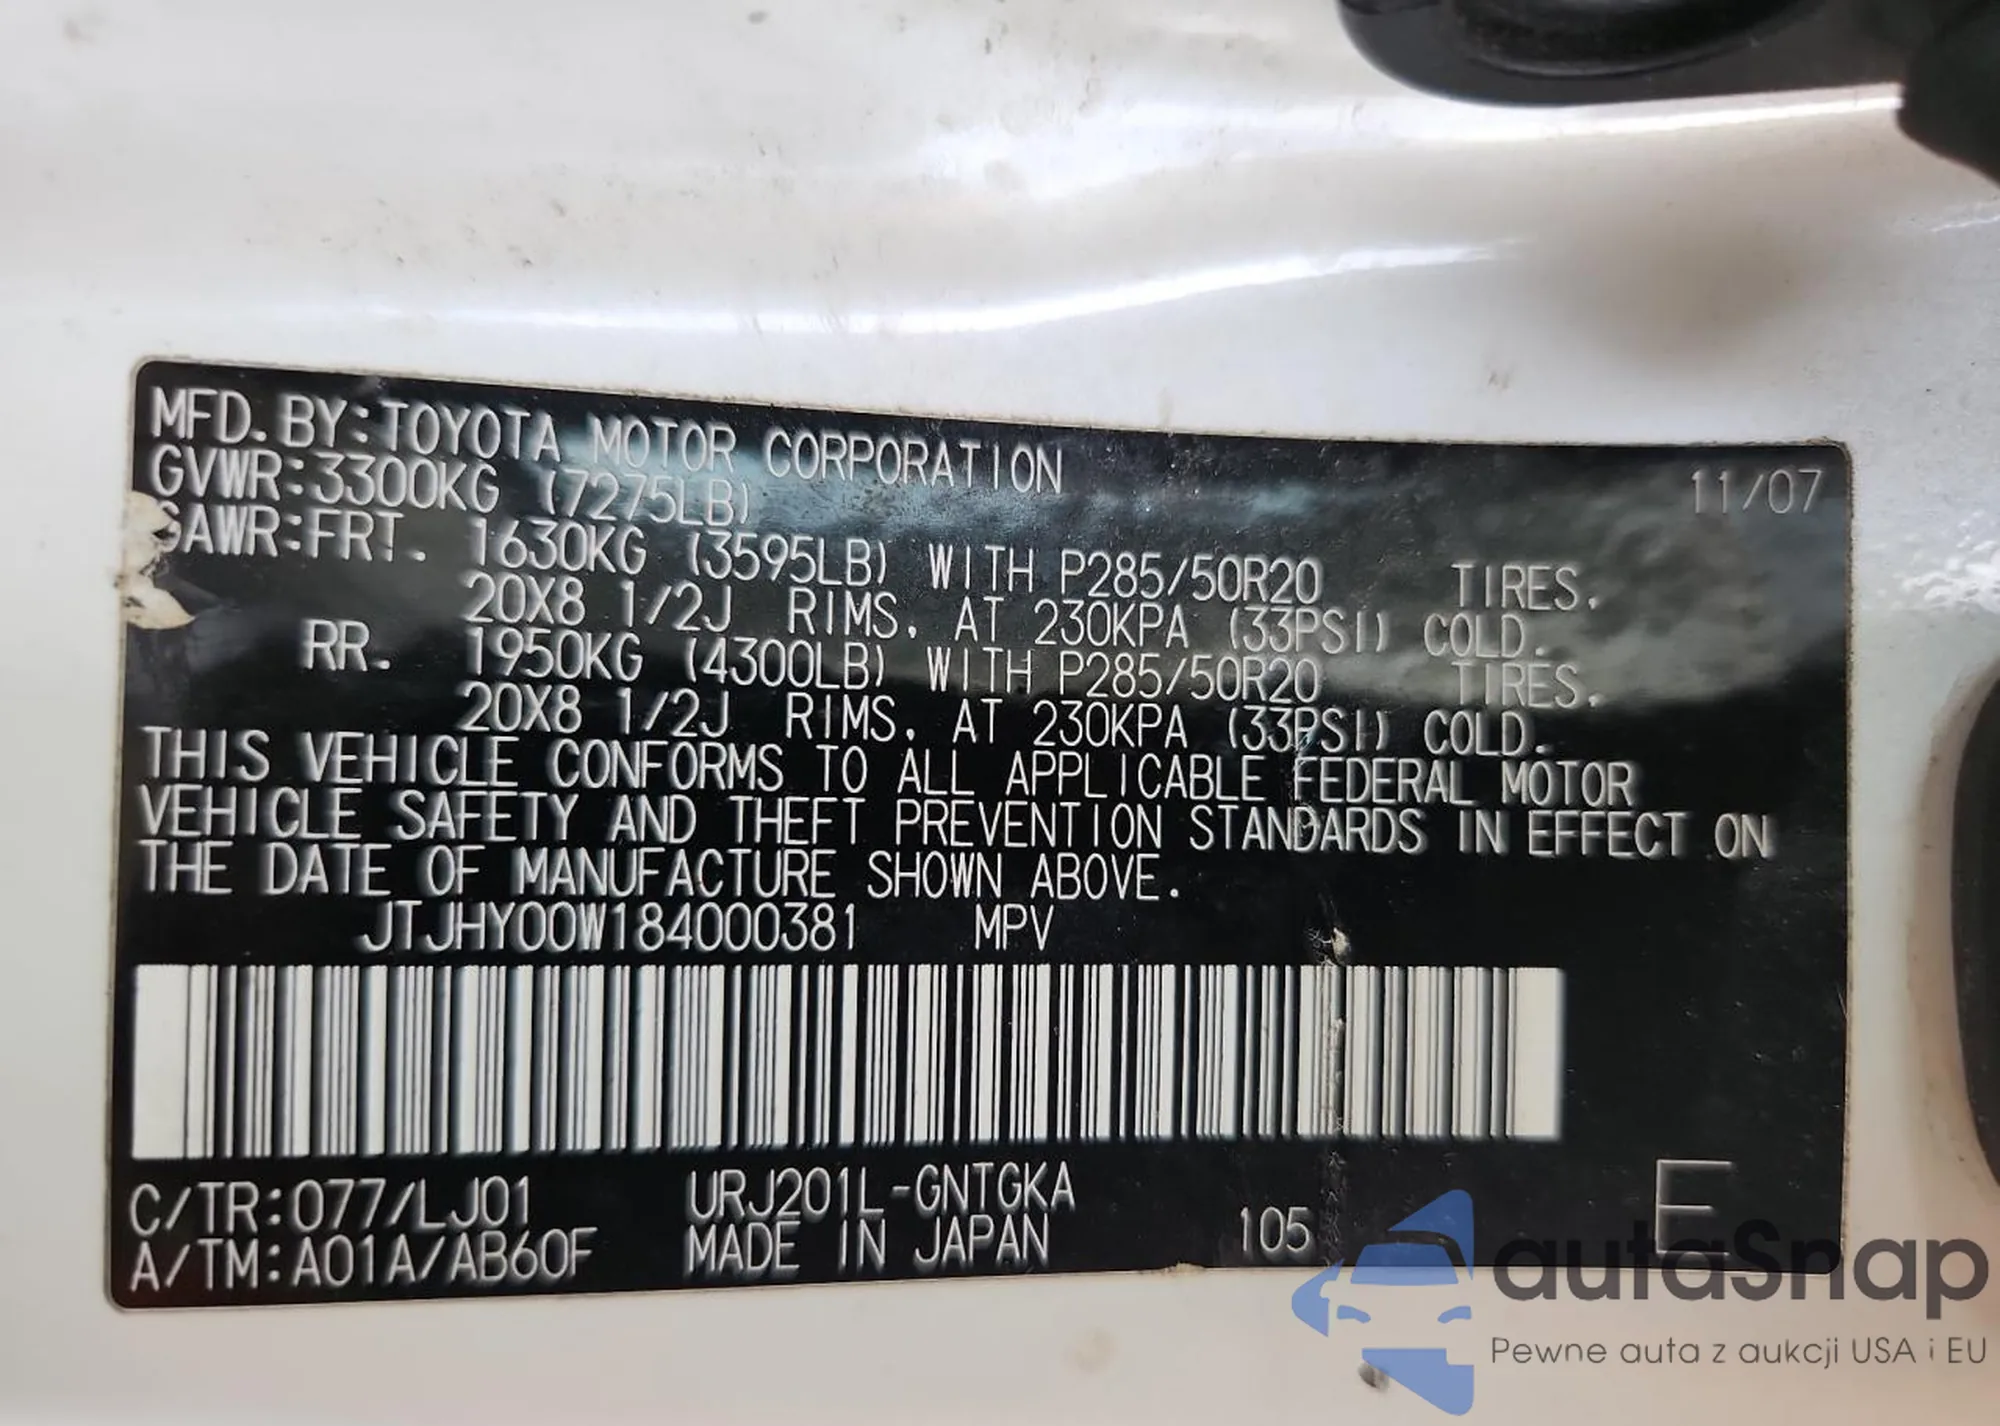 MFD. BY:TOYOTA MOTOR CORPORATION 11/07
GVWR:3300KG (7275LB)
GAWR:FRT. 1630KG (3595LB) WITH P285/50R20 TIRES.
20X8 1/2J RIMS. AT 230KPA (33PSI) COLD.
RR. 1950KG (4300LB) WITH P285/50R20 TIRES.
20X8 1/2J RIMS. AT 230KPA (33PSI) COLD.
THIS VEHICLE CONFORMS TO ALL APPLICABLE FEDERAL MOTOR
VEHICLE SAFETY AND THEFT PREVENTION STANDARDS IN EFFECT ON
THE DATE OF MANUFACTURE SHOWN ABOVE.
JTJHY00W184000381 MPV
C/TR:077/LJ01 URJ201L-GNTGKA
A/TM:A01A/AB60F MADE IN JAPAN 105 E
autaSnap
Pewne auta z aukcji USA i EU